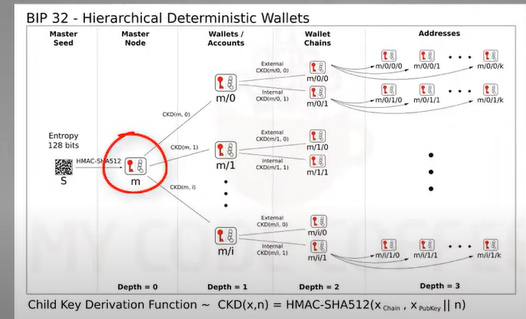 BIP 32 - Hierarchical Deterministic Wallets
Master Seed
Master Node
Wallets / Accounts
Wallet Chains
Addresses
Entropy
128 bits
S
HMAC-SHA512
m
CKD(m, 0)
CKD(m, 1)
CKD(m, i)
m/0
m/1
m/i
External
CKD(m/0, 0)
Internal
CKD(m/0, 1)
External
CKD(m/1, 0)
Internal
CKD(m/1, 1)
External
CKD(m/i, 0)
Internal
CKD(m/i, 1)
m/0/0
m/0/1
m/1/0
m/1/1
m/i/0
m/i/1
m/0/0/0 m/0/0/1 m/0/0/k
m/0/1/0 m/0/1/1 m/0/1/k
m/i/1/0 m/i/1/1 m/i/1/k
Depth = 0
Depth = 1
Depth = 2
Depth = 3
Child Key Derivation Function ~ CKD(x,n) = HMAC-SHA512(x Chain , x PubKey || n)